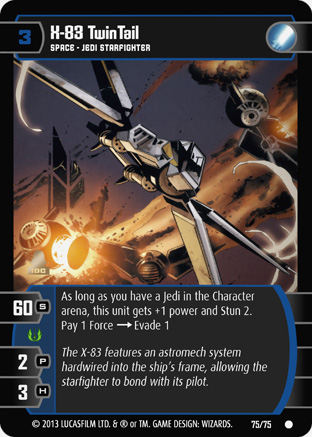 3 X-83 TwinTail
SPACE - JEDI STARFIGHTER
60 S
2 P
3 H
As long as you have a Jedi in the Character
arena, this unit gets +1 power and Stun 2.
Pay 1 Force → Evade 1
The X-83 features an astromech system
hardwired into the ship's frame, allowing the
starfighter to bond with its pilot.
© 2013 LUCASFILM LTD. & ® or TM. GAME DESIGN: WIZARDS. 75/75